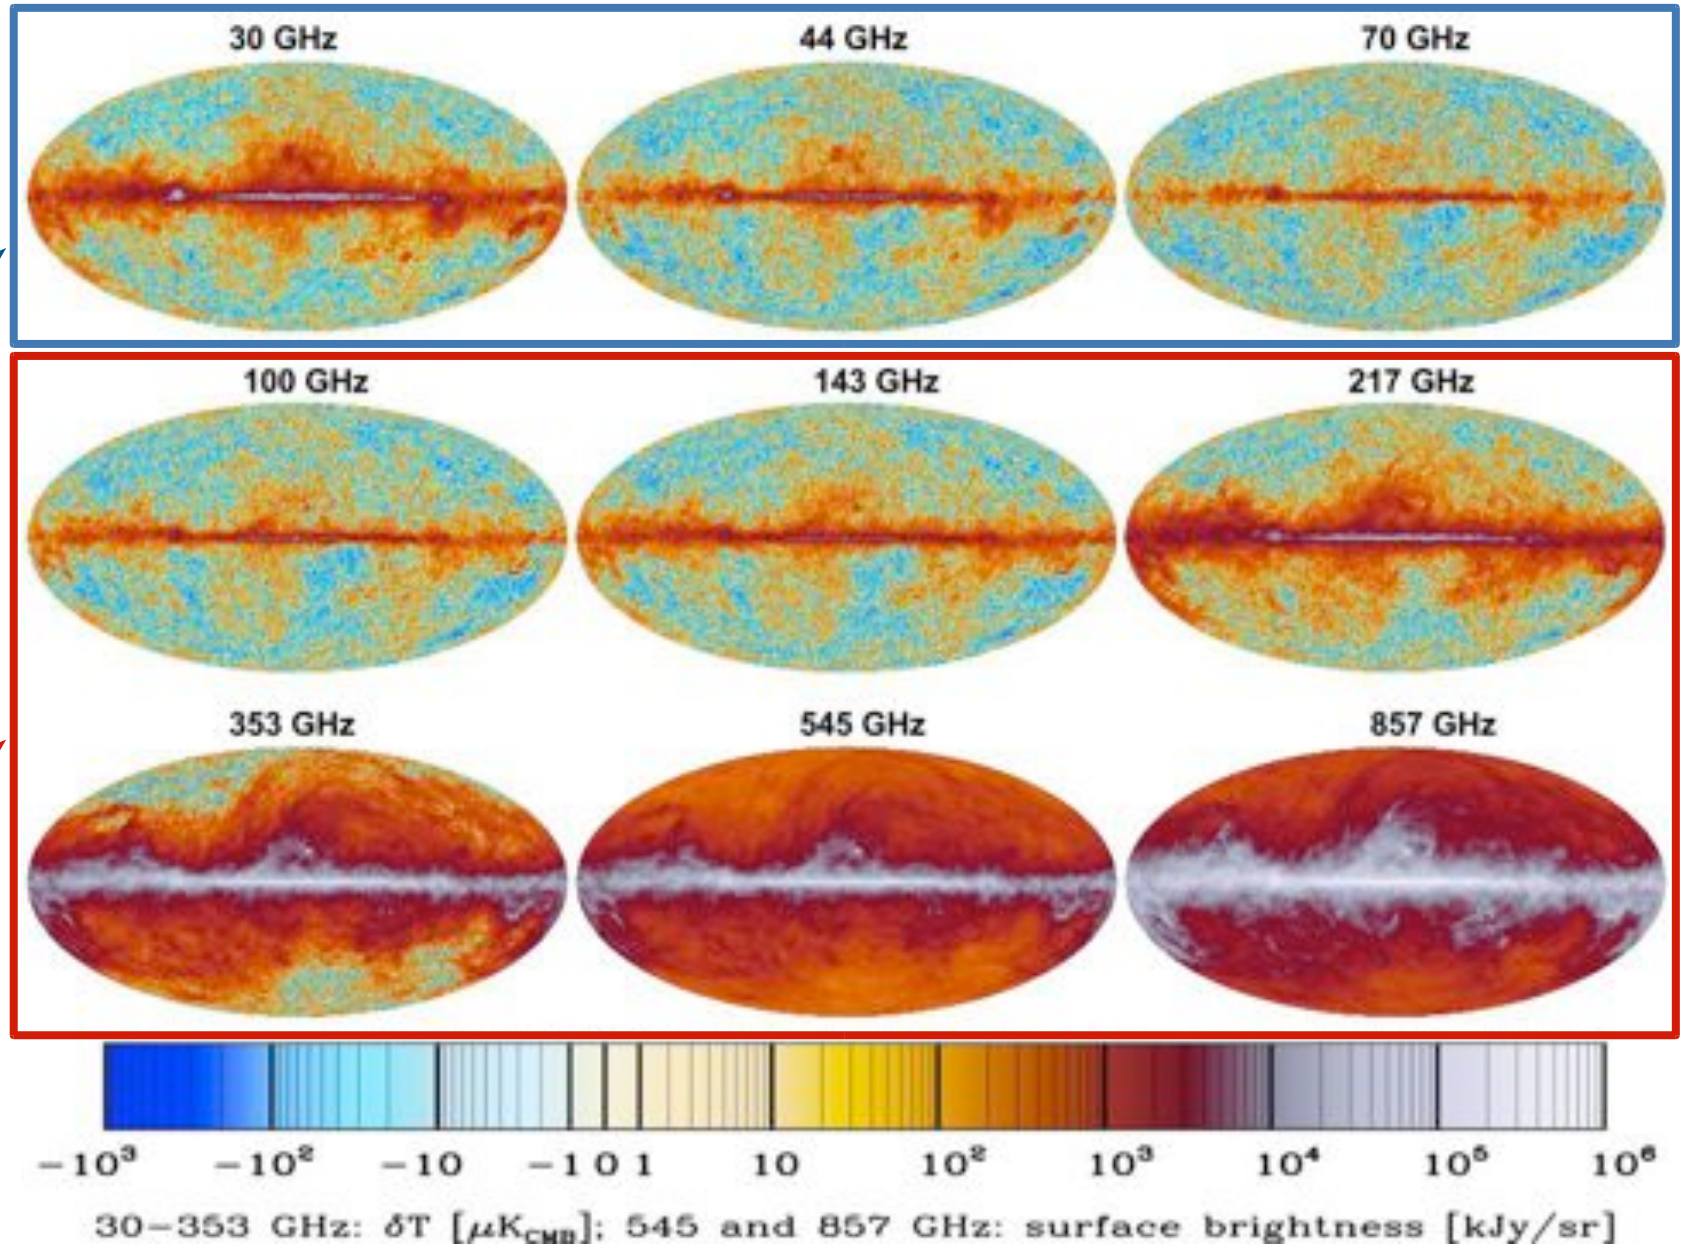 30 GHz 44 GHz 70 GHz
100 GHz 143 GHz 217 GHz
353 GHz 545 GHz 857 GHz
−10³ −10² −10 −1 0 1 10 10² 10³ 10⁴ 10⁵ 10⁶
30−353 GHz: δT [μK_CMB]; 545 and 857 GHz: surface brightness [kJy/sr]